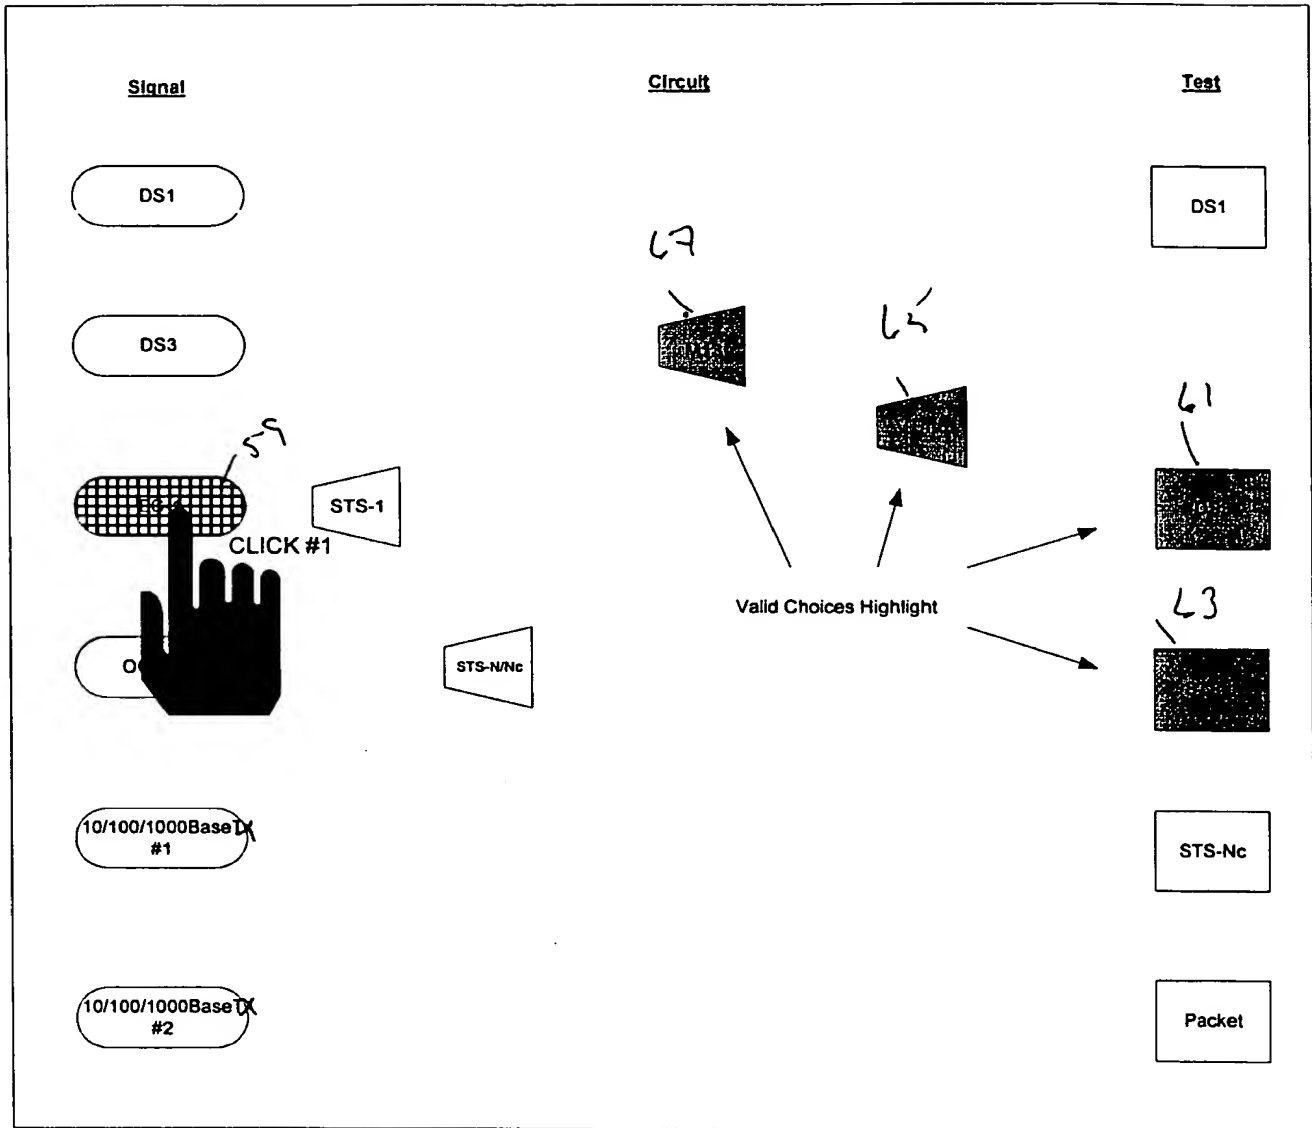 Signal
Circuit
Test
DS1
DS1
67
DS3
65
61
59
STS-1
CLICK #1
Valid Choices Highlight
63
STS-N/Nc
10/100/1000BaseTX
#1
STS-Nc
10/100/1000BaseTX
#2
Packet